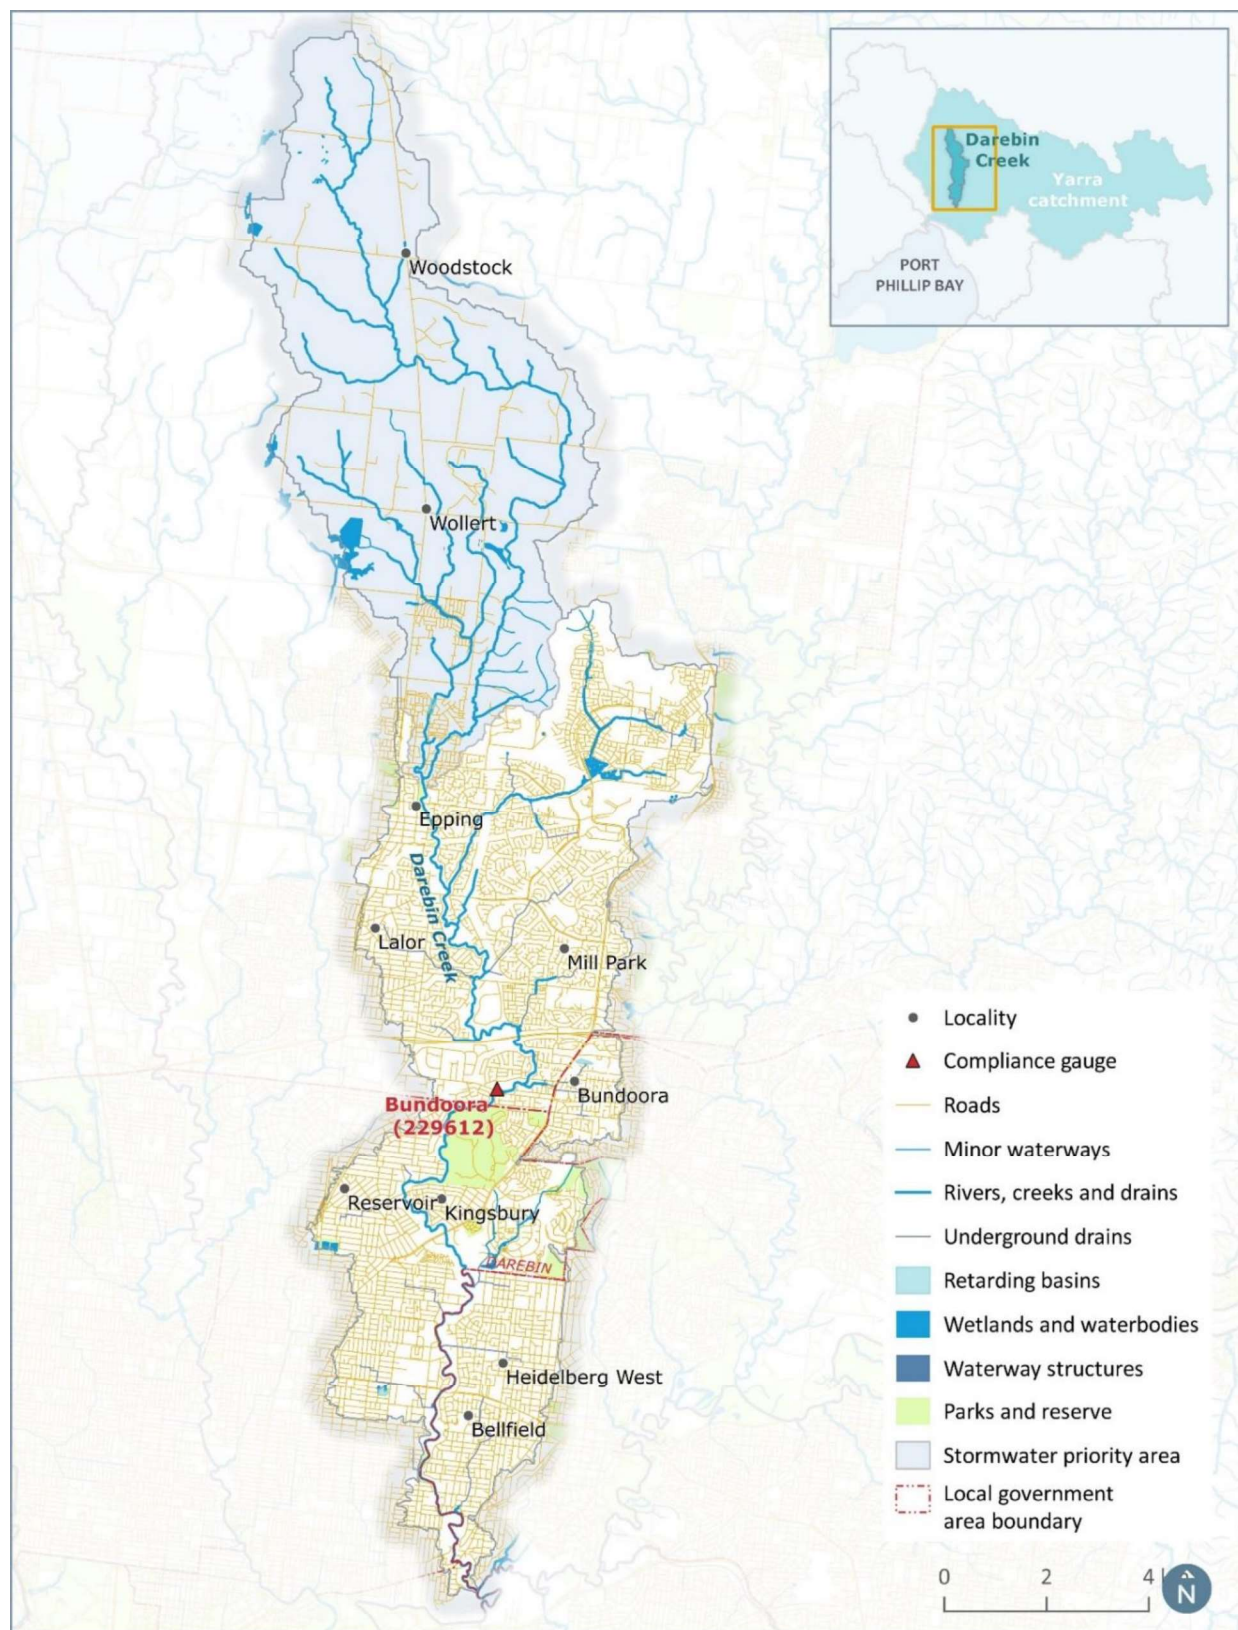 Darebin
Creek
Yarra
catchment
PORT
PHILLIP BAY
Woodstock
Wollert
Epping
Darebin Creek
Lalor
Mill Park
Bundoora
Bundoora
(229612)
Reservoir
Kingsbury
DAREBIN
Heidelberg West
Bellfield
Locality
Compliance gauge
Roads
Minor waterways
Rivers, creeks and drains
Underground drains
Retarding basins
Wetlands and waterbodies
Waterway structures
Parks and reserve
Stormwater priority area
Local government
area boundary
0 2 4
N